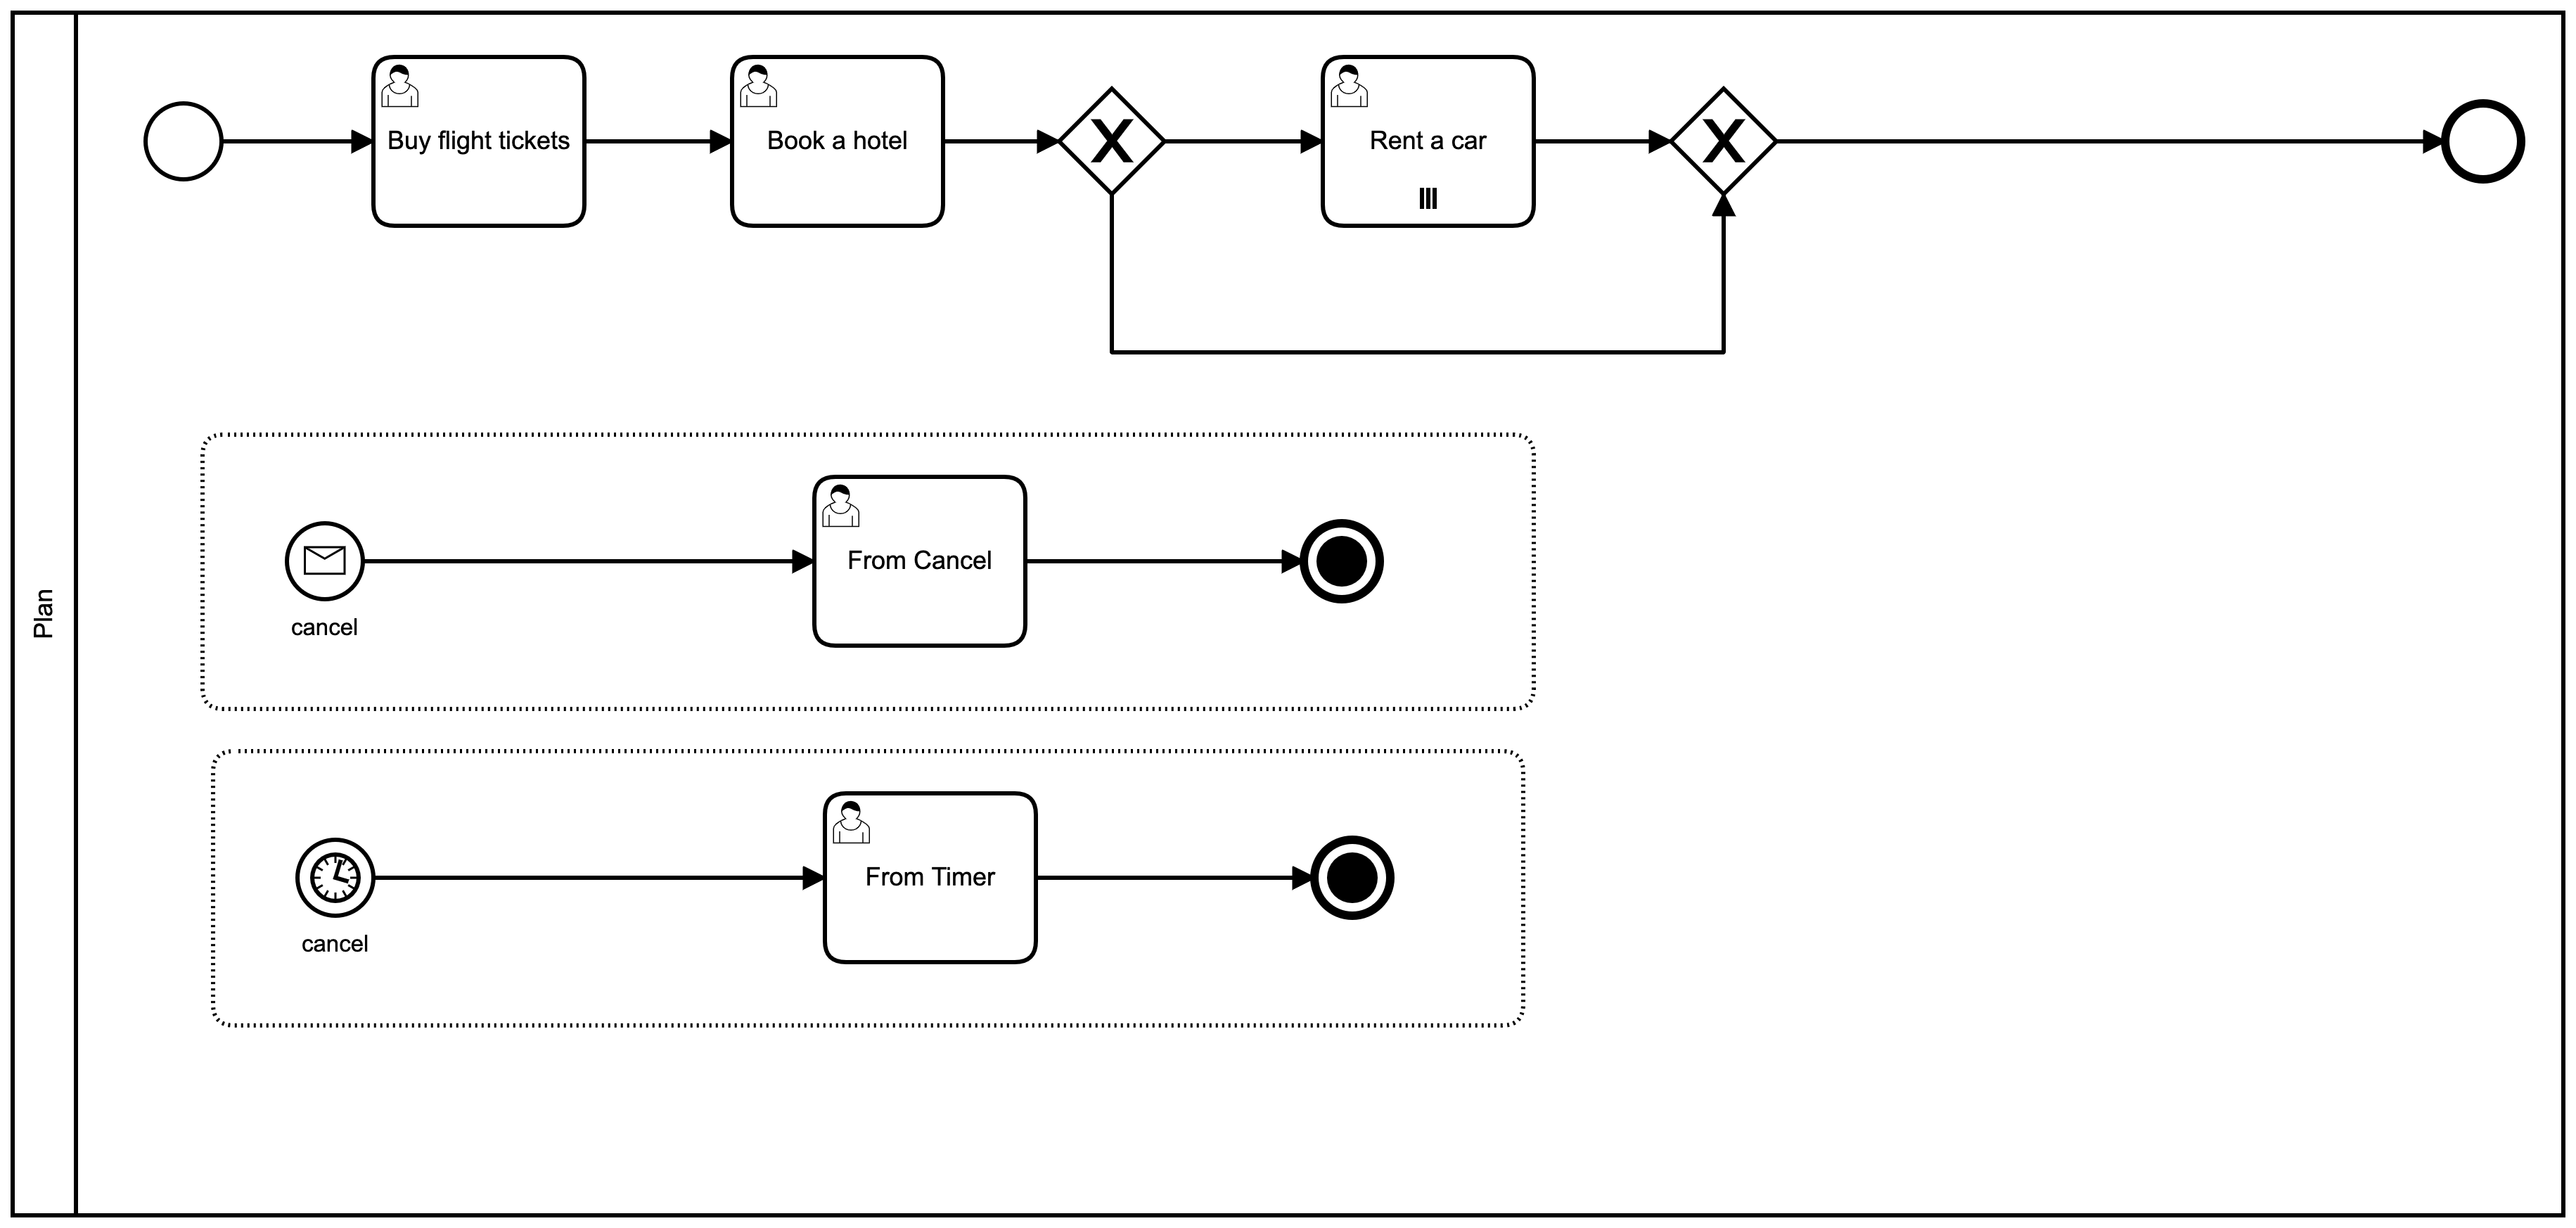 Buy flight tickets
Book a hotel
Rent a car
Plan
From Cancel
cancel
From Timer
cancel